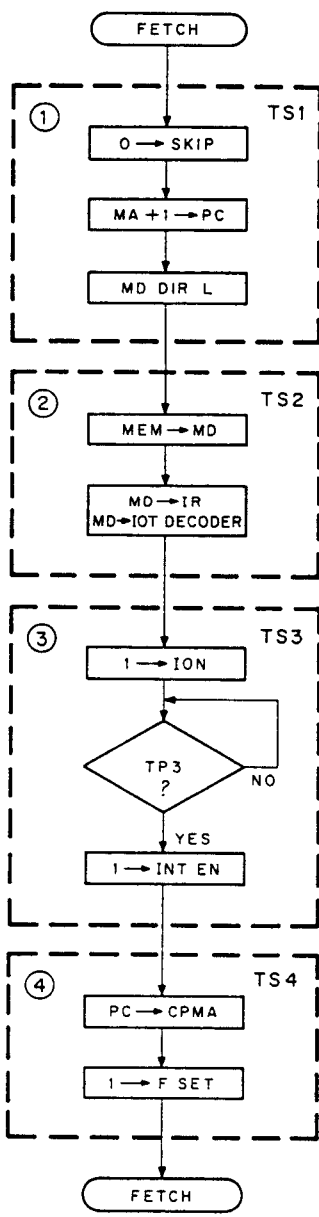 FETCH
1
TS1
0 → SKIP
MA + 1 → PC
MD DIR L
2
TS2
MEM → MD
MD → IR
MD → IOT DECODER
3
TS3
1 → ION
TP3
?
NO
YES
1 → INT EN
4
TS4
PC → CPMA
1 → F SET
FETCH